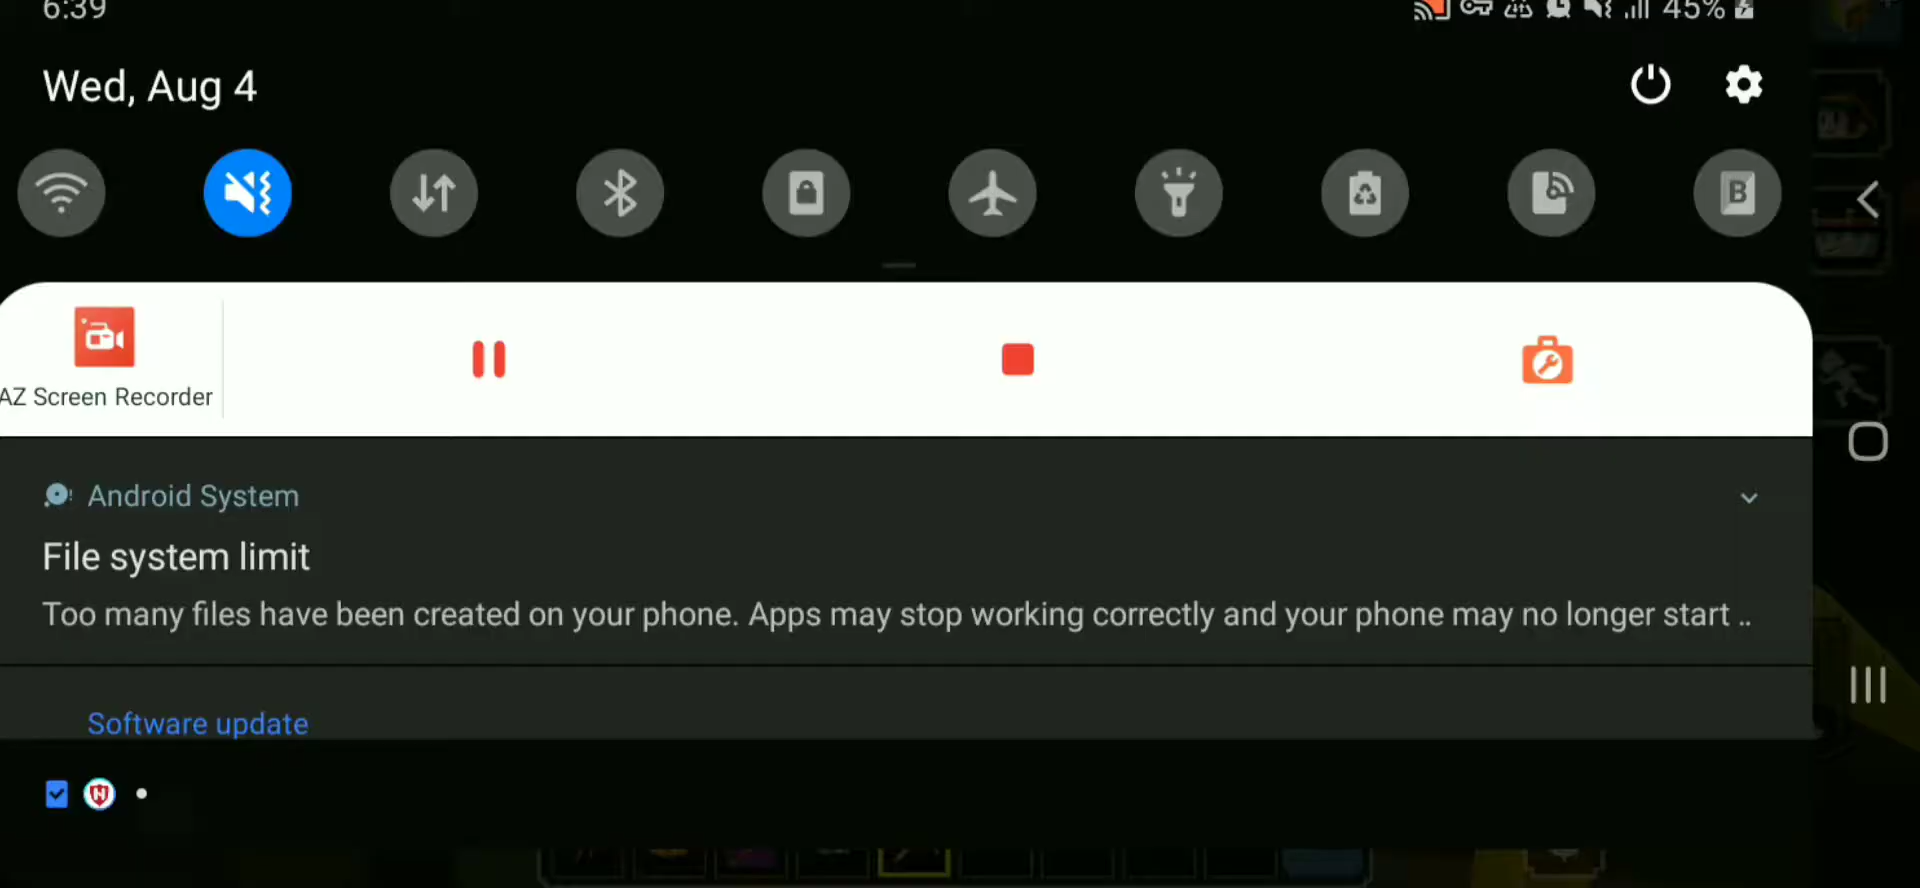 6:39
45%
Wed, Aug 4
B
AZ Screen Recorder
Android System
File system limit
Too many files have been created on your phone. Apps may stop working correctly and your phone may no longer start ..
Software update